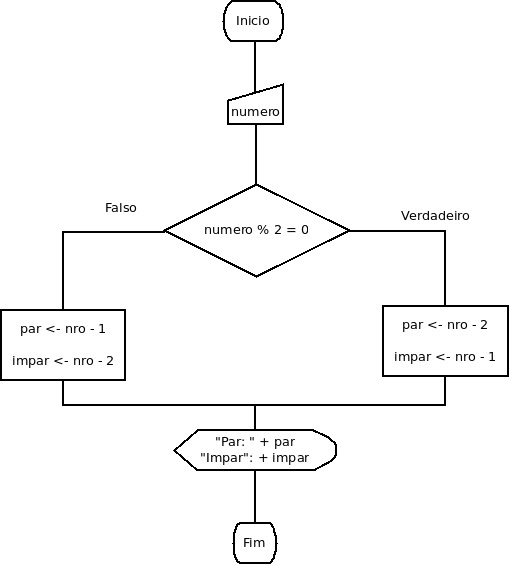 Inicio
numero
Falso
numero % 2 = 0
Verdadeiro
par <- nro - 1
impar <- nro - 2
par <- nro - 2
impar <- nro - 1
"Par: " + par
"Impar": + impar
Fim